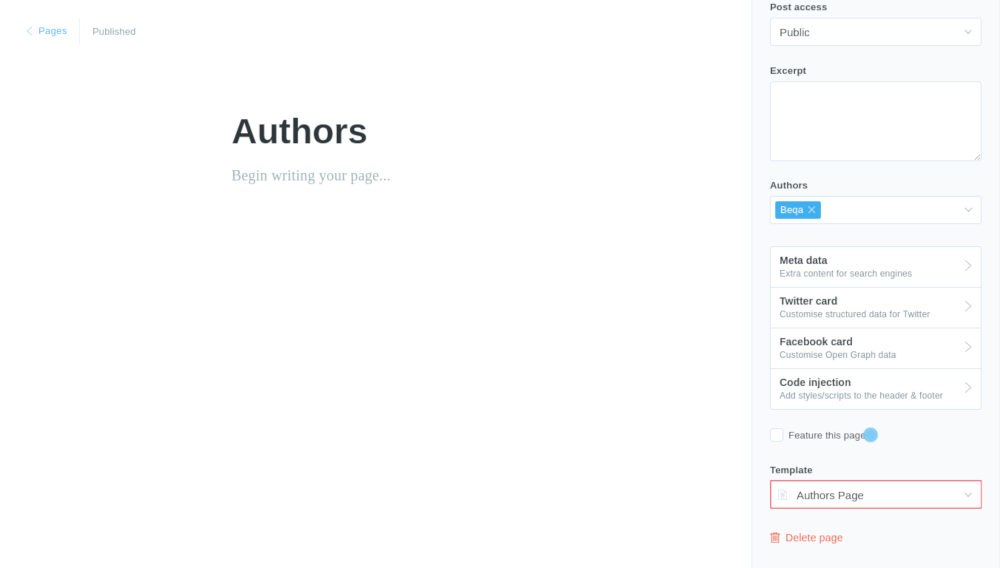 Pages
Published
Authors
Begin writing your page...
Post access
Public
Excerpt
Authors
Beqa
Meta data
Extra content for search engines
Twitter card
Customise structured data for Twitter
Facebook card
Customise Open Graph data
Code injection
Add styles/scripts to the header & footer
Feature this page
Template
Authors Page
Delete page